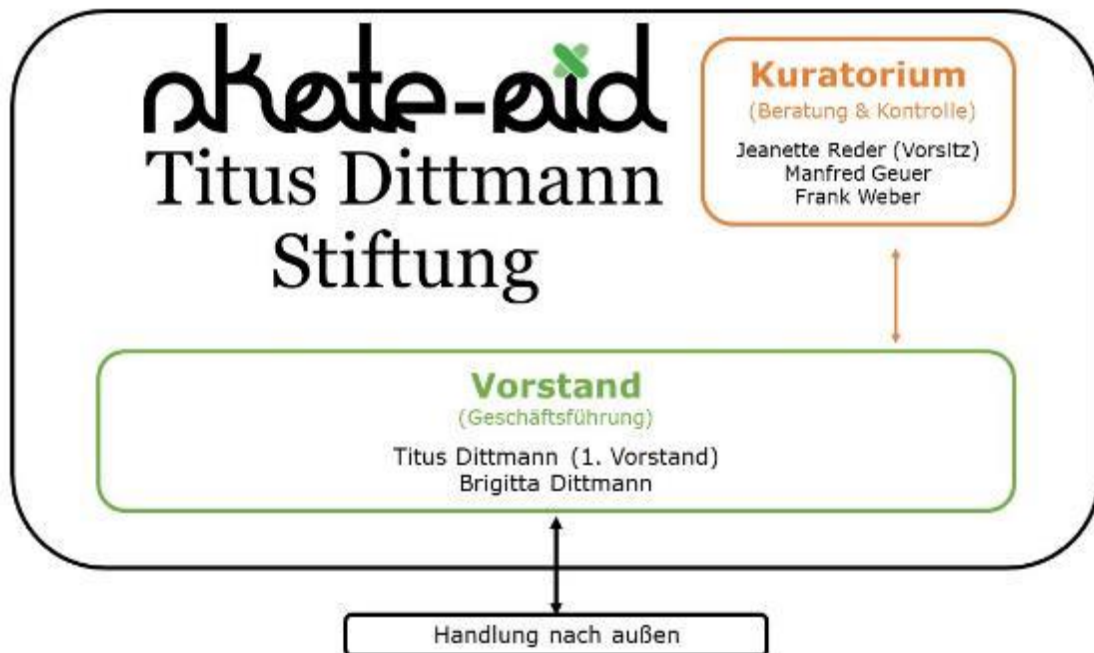 skate-aid
Titus Dittmann
Stiftung
Kuratorium
(Beratung & Kontrolle)
Jeanette Reder (Vorsitz)
Manfred Geuer
Frank Weber
Vorstand
(Geschäftsführung)
Titus Dittmann (1. Vorstand)
Brigitta Dittmann
Handlung nach außen